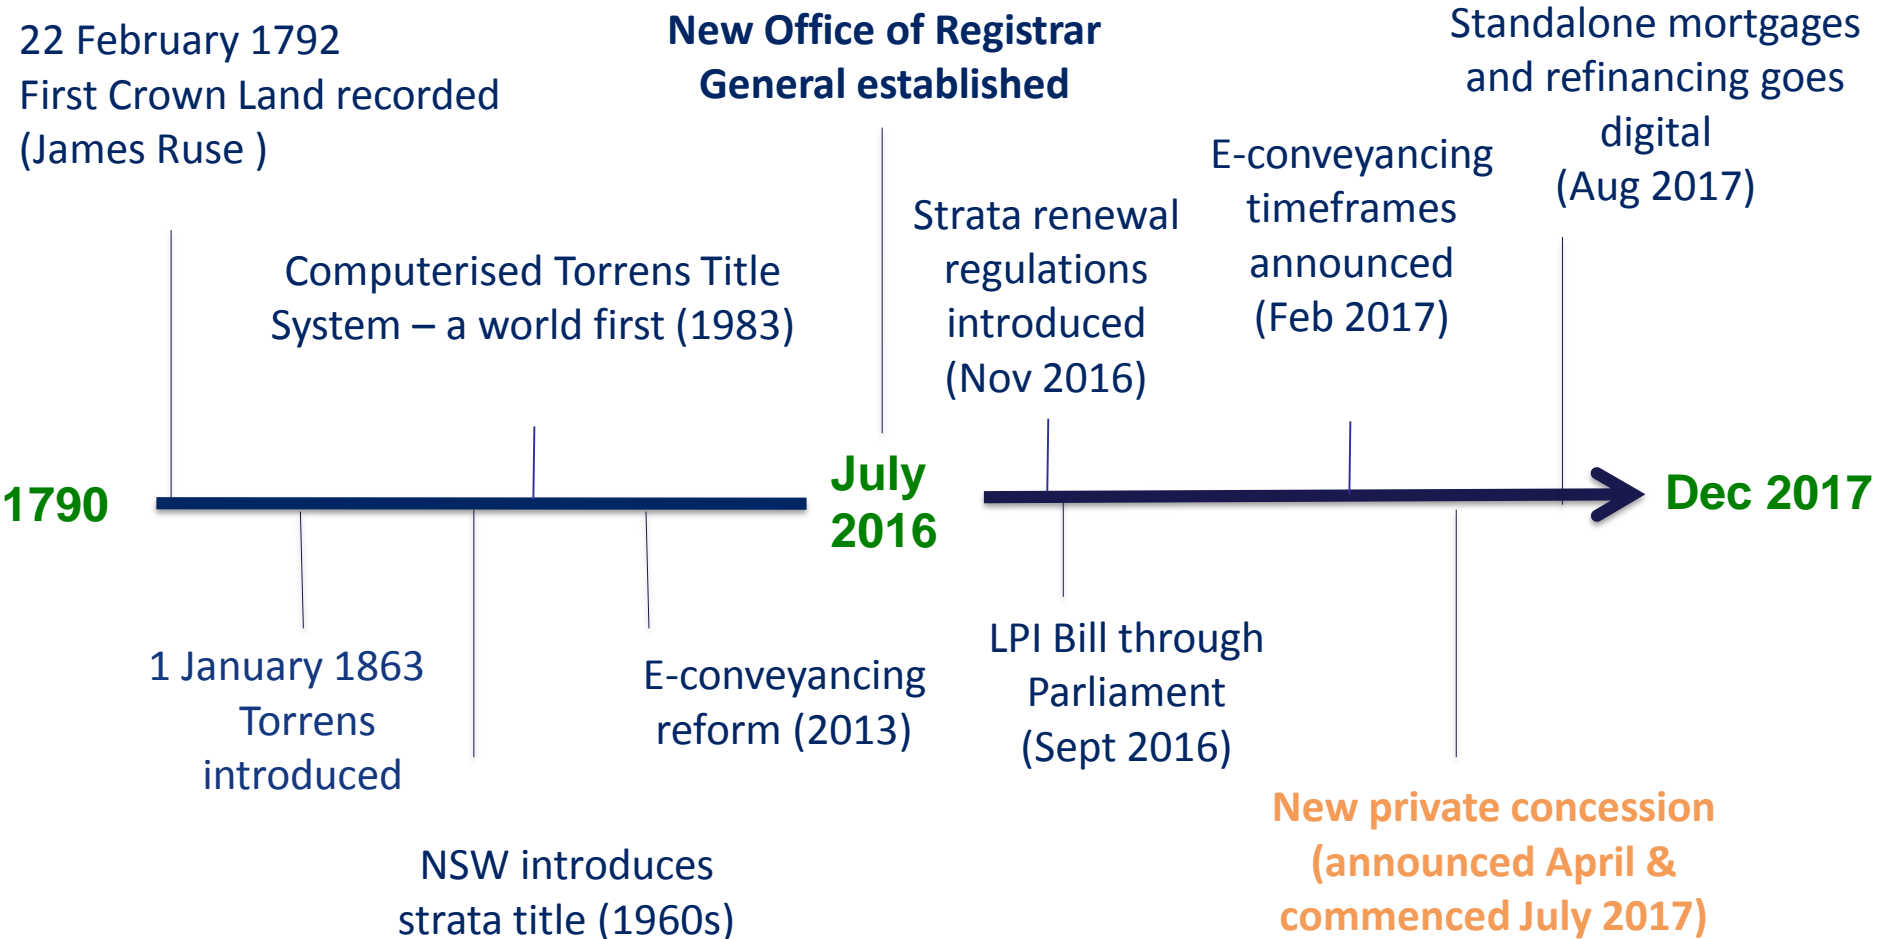 22 February 1792
First Crown Land recorded
(James Ruse )
New Office of Registrar
General established
Standalone mortgages
and refinancing goes
digital
(Aug 2017)
E-conveyancing
timeframes
announced
(Feb 2017)
Strata renewal
regulations
introduced
(Nov 2016)
Computerised Torrens Title
System – a world first (1983)
1790
July
2016
Dec 2017
1 January 1863
Torrens
introduced
NSW introduces
strata title (1960s)
E-conveyancing
reform (2013)
LPI Bill through
Parliament
(Sept 2016)
New private concession
(announced April &
commenced July 2017)